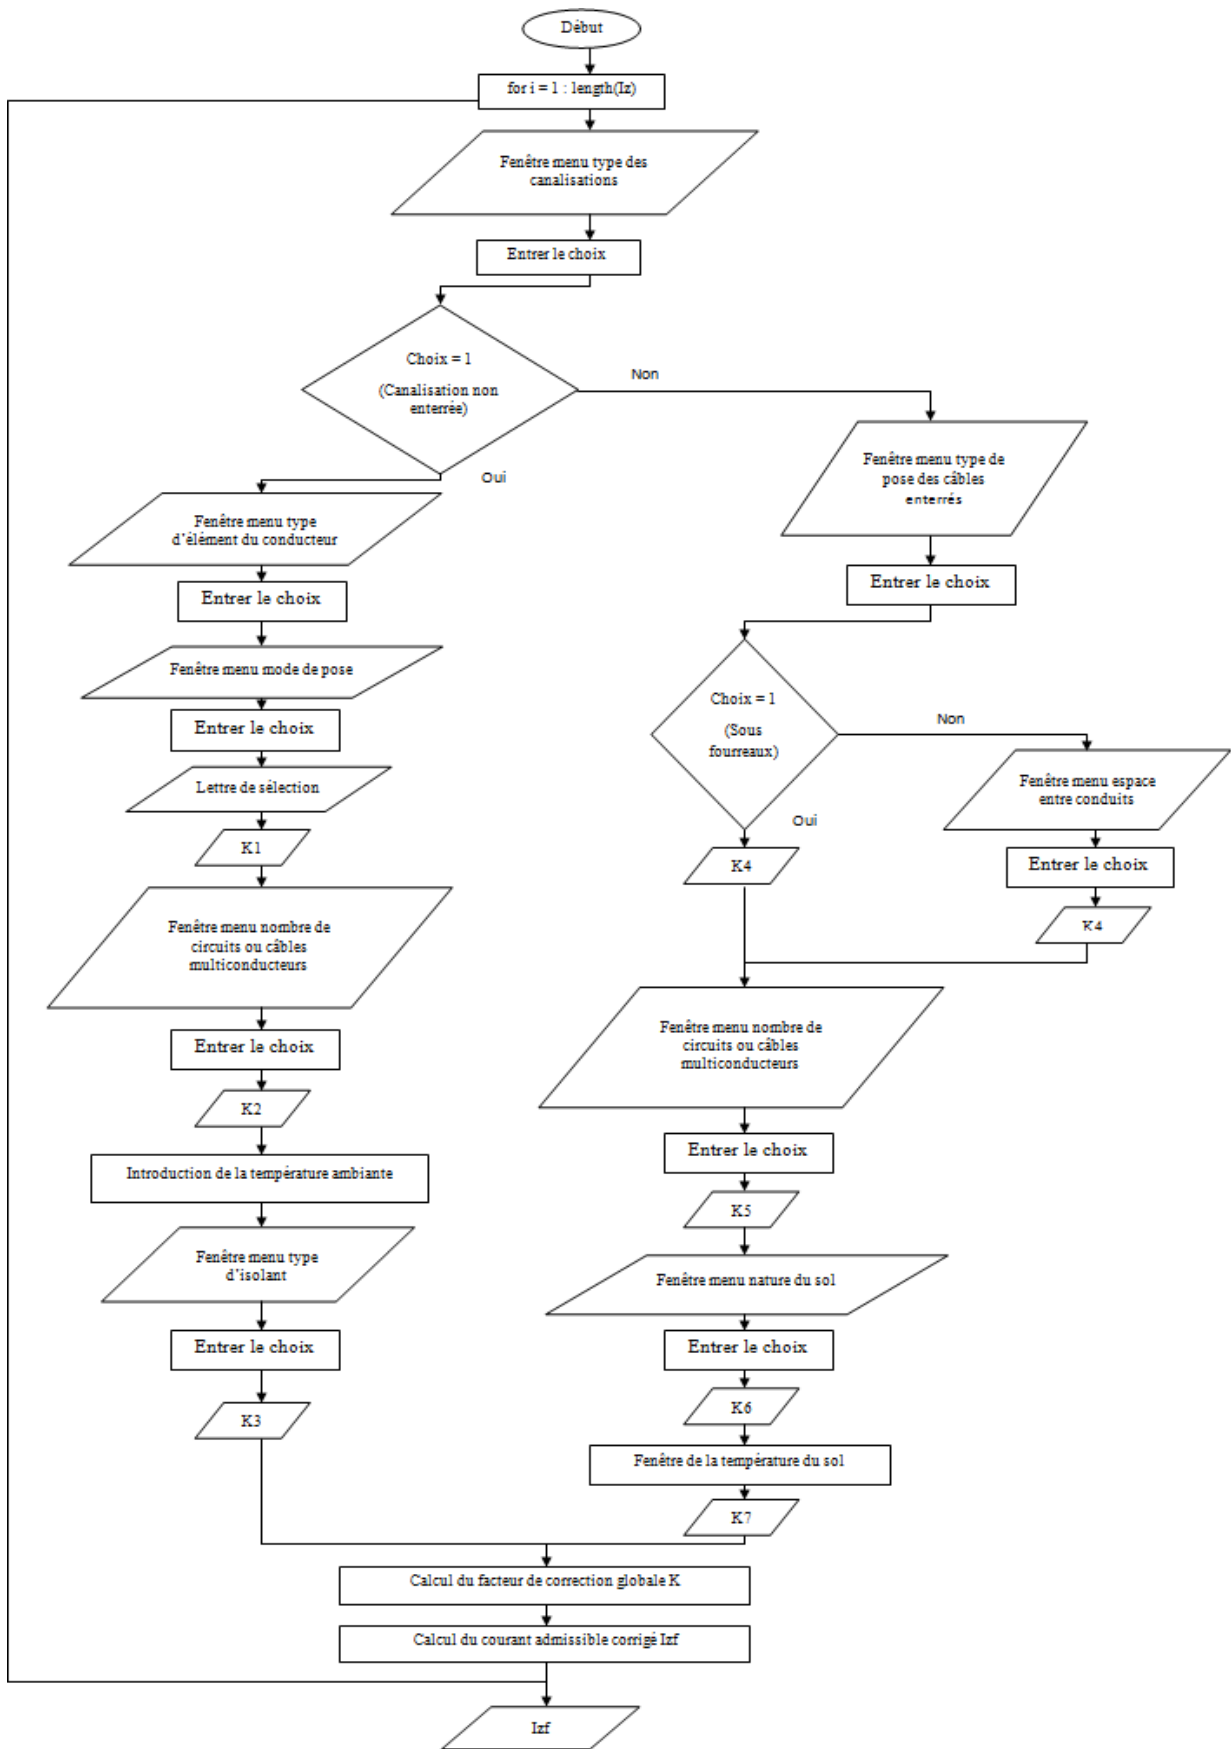 Début
for i = 1 : length(Iz)
Fenêtre menu type des
canalisations
Entrer le choix
Choix = 1
(Canalisation non
enterrée)
Non
Oui
Fenêtre menu type
d'élément du conducteur
Entrer le choix
Fenêtre menu mode de pose
Entrer le choix
Lettre de sélection
K1
Fenêtre menu nombre de
circuits ou câbles
multiconducteurs
Entrer le choix
K2
Introduction de la température ambiante
Fenêtre menu type
d'isolant
Entrer le choix
K3
Fenêtre menu type de
pose des câbles
enterrés
Entrer le choix
Choix = 1
(Sous
fourreaux)
Non
Oui
K4
Fenêtre menu espace
entre conduits
Entrer le choix
K4
Fenêtre menu nombre de
circuits ou câbles
multiconducteurs
Entrer le choix
K5
Fenêtre menu nature du sol
Entrer le choix
K6
Fenêtre de la température du sol
K7
Calcul du facteur de correction globale K
Calcul du courant admissible corrigé Izf
Izf